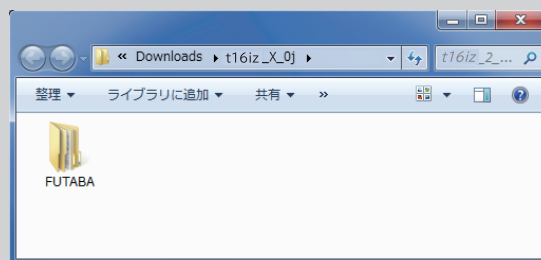 « Downloads ▸ t16iz_X_0j ▸ t16iz_2_...
整理 ▼ ライブラリに追加 ▼ 共有 ▼ »
FUTABA